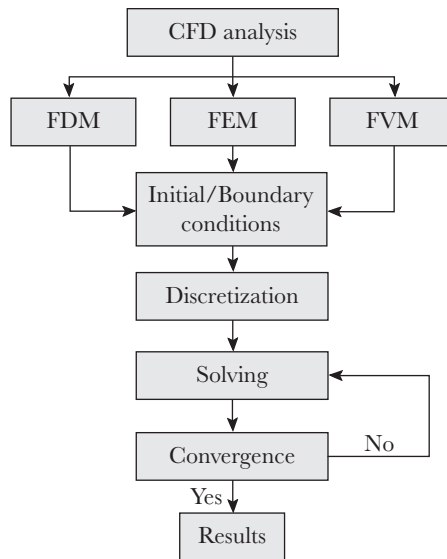 CFD analysis
FDM
FEM
FVM
Initial/Boundary
conditions
Discretization
Solving
Convergence
No
Yes
Results